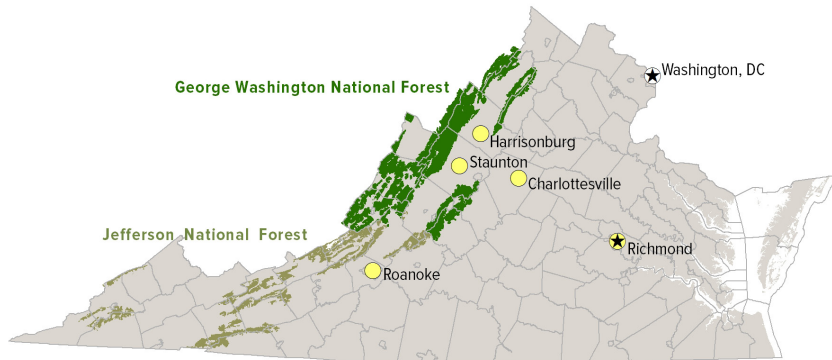 Washington, DC
George Washington National Forest
Harrisonburg
Staunton
Charlottesville
Jefferson National Forest
Richmond
Roanoke